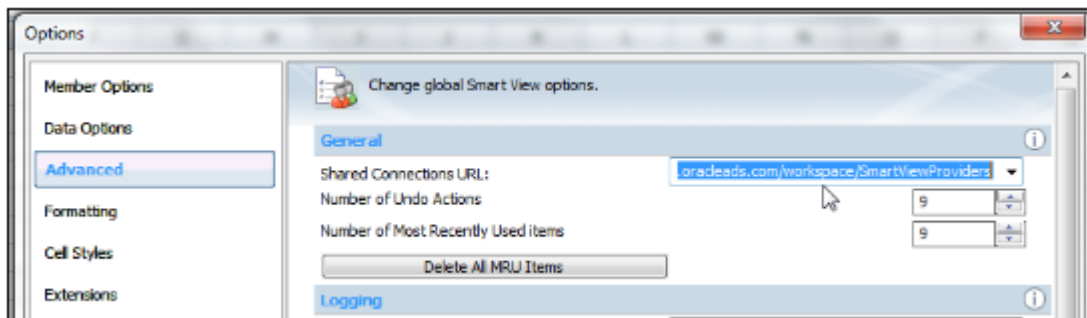 Options
Member Options
Data Options
Advanced
Formatting
Cell Styles
Extensions
Change global Smart View options.
General
Shared Connections URL: .oracleads.com/workspace/SmartViewProviders
Number of Undo Actions 9
Number of Most Recently Used items 9
Delete All MRU Items
Logging